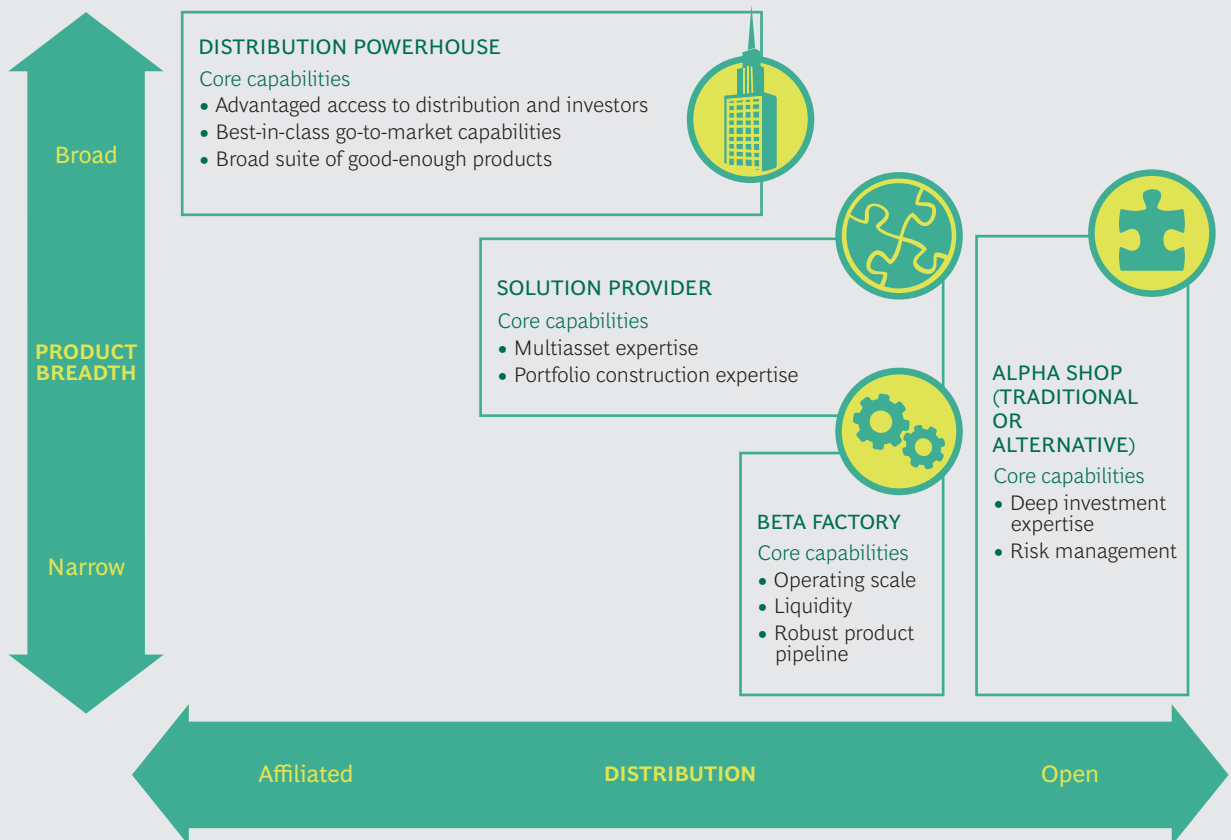 DISTRIBUTION POWERHOUSE
Core capabilities
• Advantaged access to distribution and investors
• Best-in-class go-to-market capabilities
• Broad suite of good-enough products
Broad
PRODUCT
BREADTH
Narrow
SOLUTION PROVIDER
Core capabilities
• Multiasset expertise
• Portfolio construction expertise
BETA FACTORY
Core capabilities
• Operating scale
• Liquidity
• Robust product
pipeline
ALPHA SHOP
(TRADITIONAL
OR
ALTERNATIVE)
Core capabilities
• Deep investment
expertise
• Risk management
Affiliated
DISTRIBUTION
Open